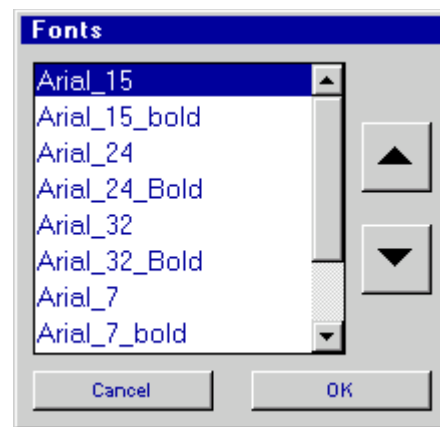 Fonts
Arial_15
Arial_15_bold
Arial_24
Arial_24_Bold
Arial_32
Arial_32_Bold
Arial_7
Arial_7_bold
Cancel OK